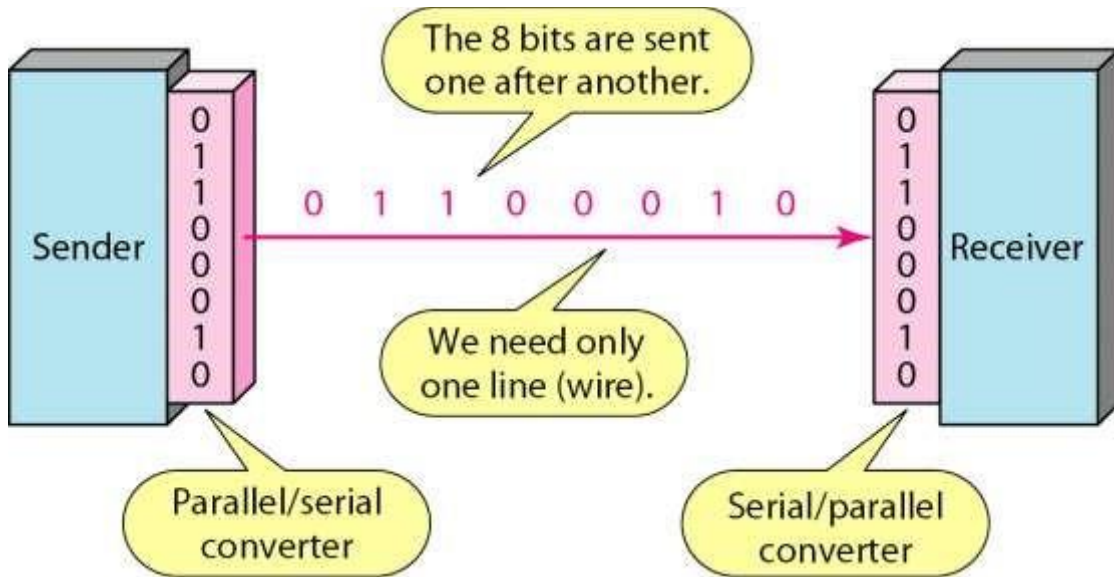 The 8 bits are sent
one after another.
0
1
1
0
0
0
1
0
0 1 1 0 0 0 1 0
0
1
1
0
0
0
1
0
Sender
Receiver
We need only
one line (wire).
Parallel/serial
converter
Serial/parallel
converter